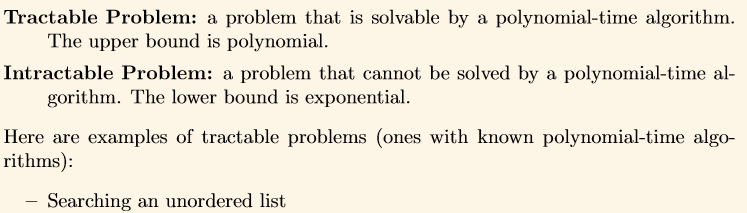 Tractable Problem: a problem that is solvable by a polynomial-time algorithm.
The upper bound is polynomial.
Intractable Problem: a problem that cannot be solved by a polynomial-time al-
gorithm. The lower bound is exponential.
Here are examples of tractable problems (ones with known polynomial-time algo-
rithms):
– Searching an unordered list